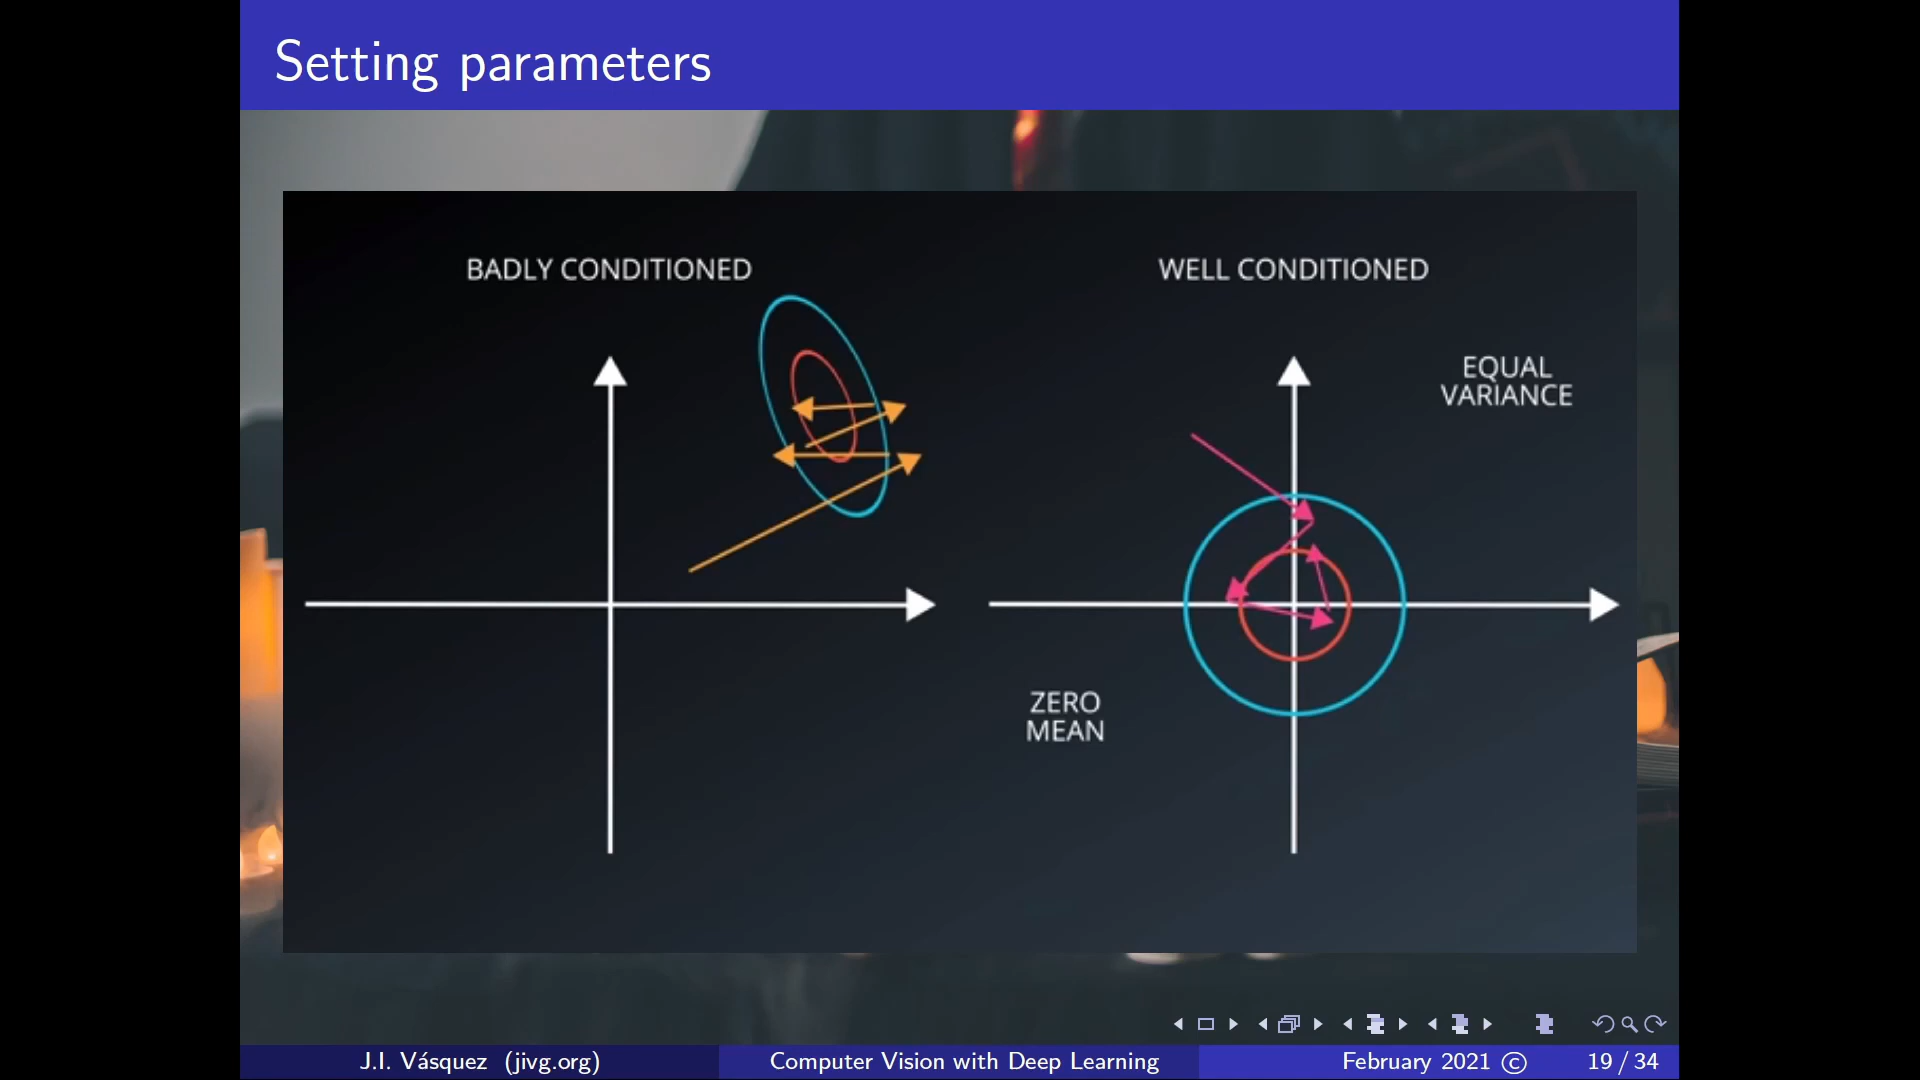 Setting parameters
BADLY CONDITIONED
WELL CONDITIONED
EQUAL
VARIANCE
ZERO
MEAN
J.I. Vásquez (jivg.org)
Computer Vision with Deep Learning
February 2021 ©
19 / 34